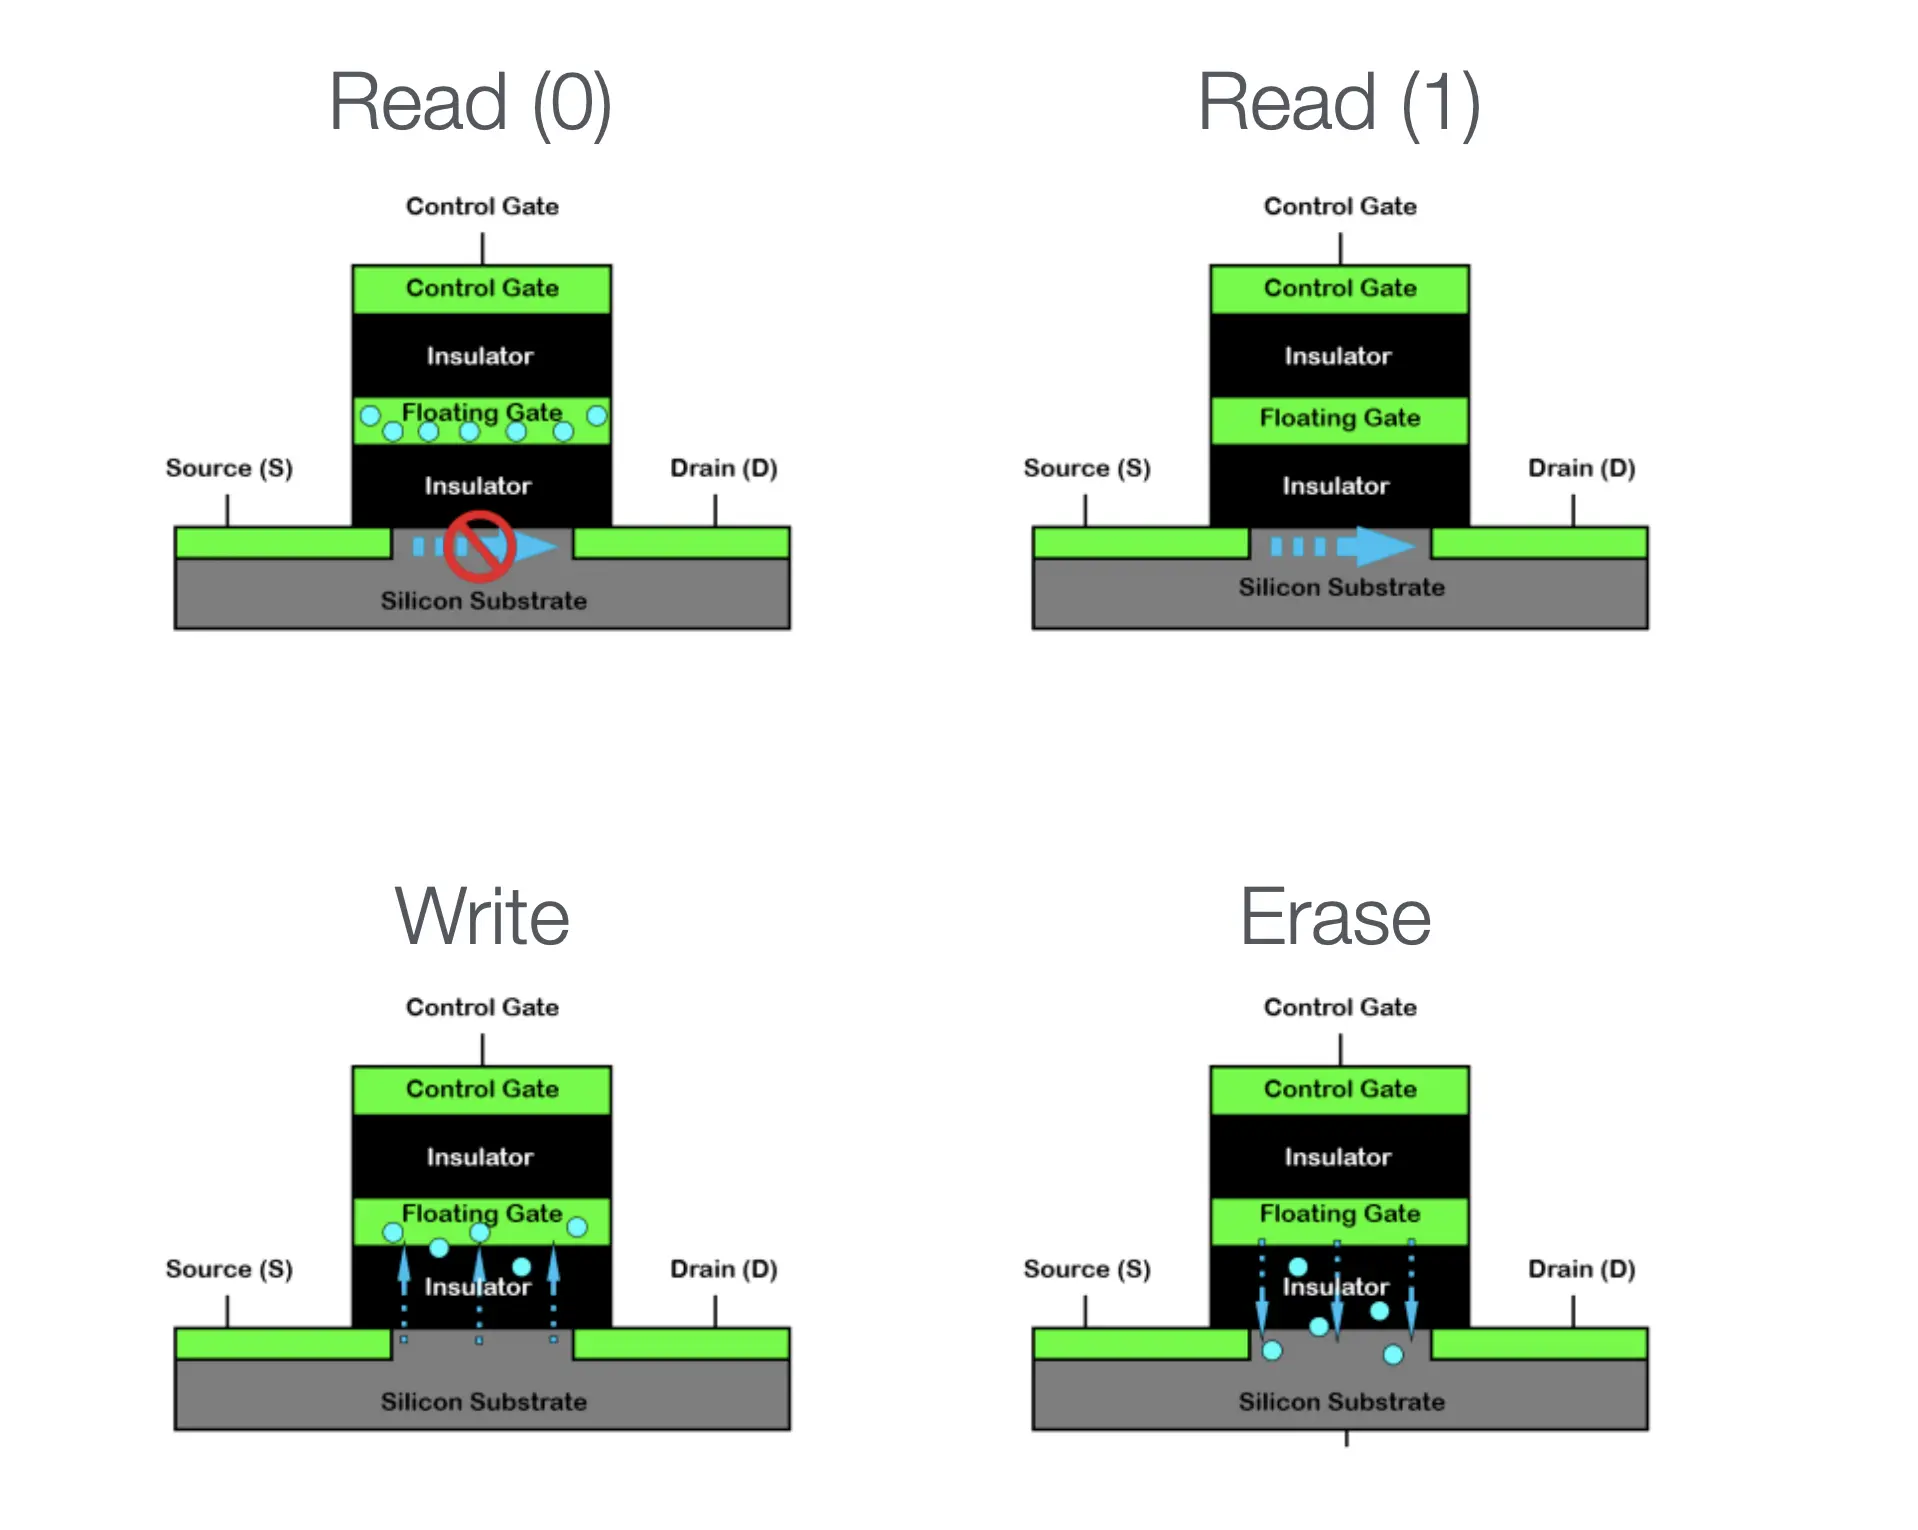 Read (0)
Control Gate
Control Gate
Insulator
Floating Gate
Source (S)
Drain (D)
Insulator
Silicon Substrate
Read (1)
Control Gate
Control Gate
Insulator
Floating Gate
Source (S)
Drain (D)
Insulator
Silicon Substrate
Write
Control Gate
Control Gate
Insulator
Floating Gate
Source (S)
Drain (D)
Insulator
Silicon Substrate
Erase
Control Gate
Control Gate
Insulator
Floating Gate
Source (S)
Drain (D)
Insulator
Silicon Substrate